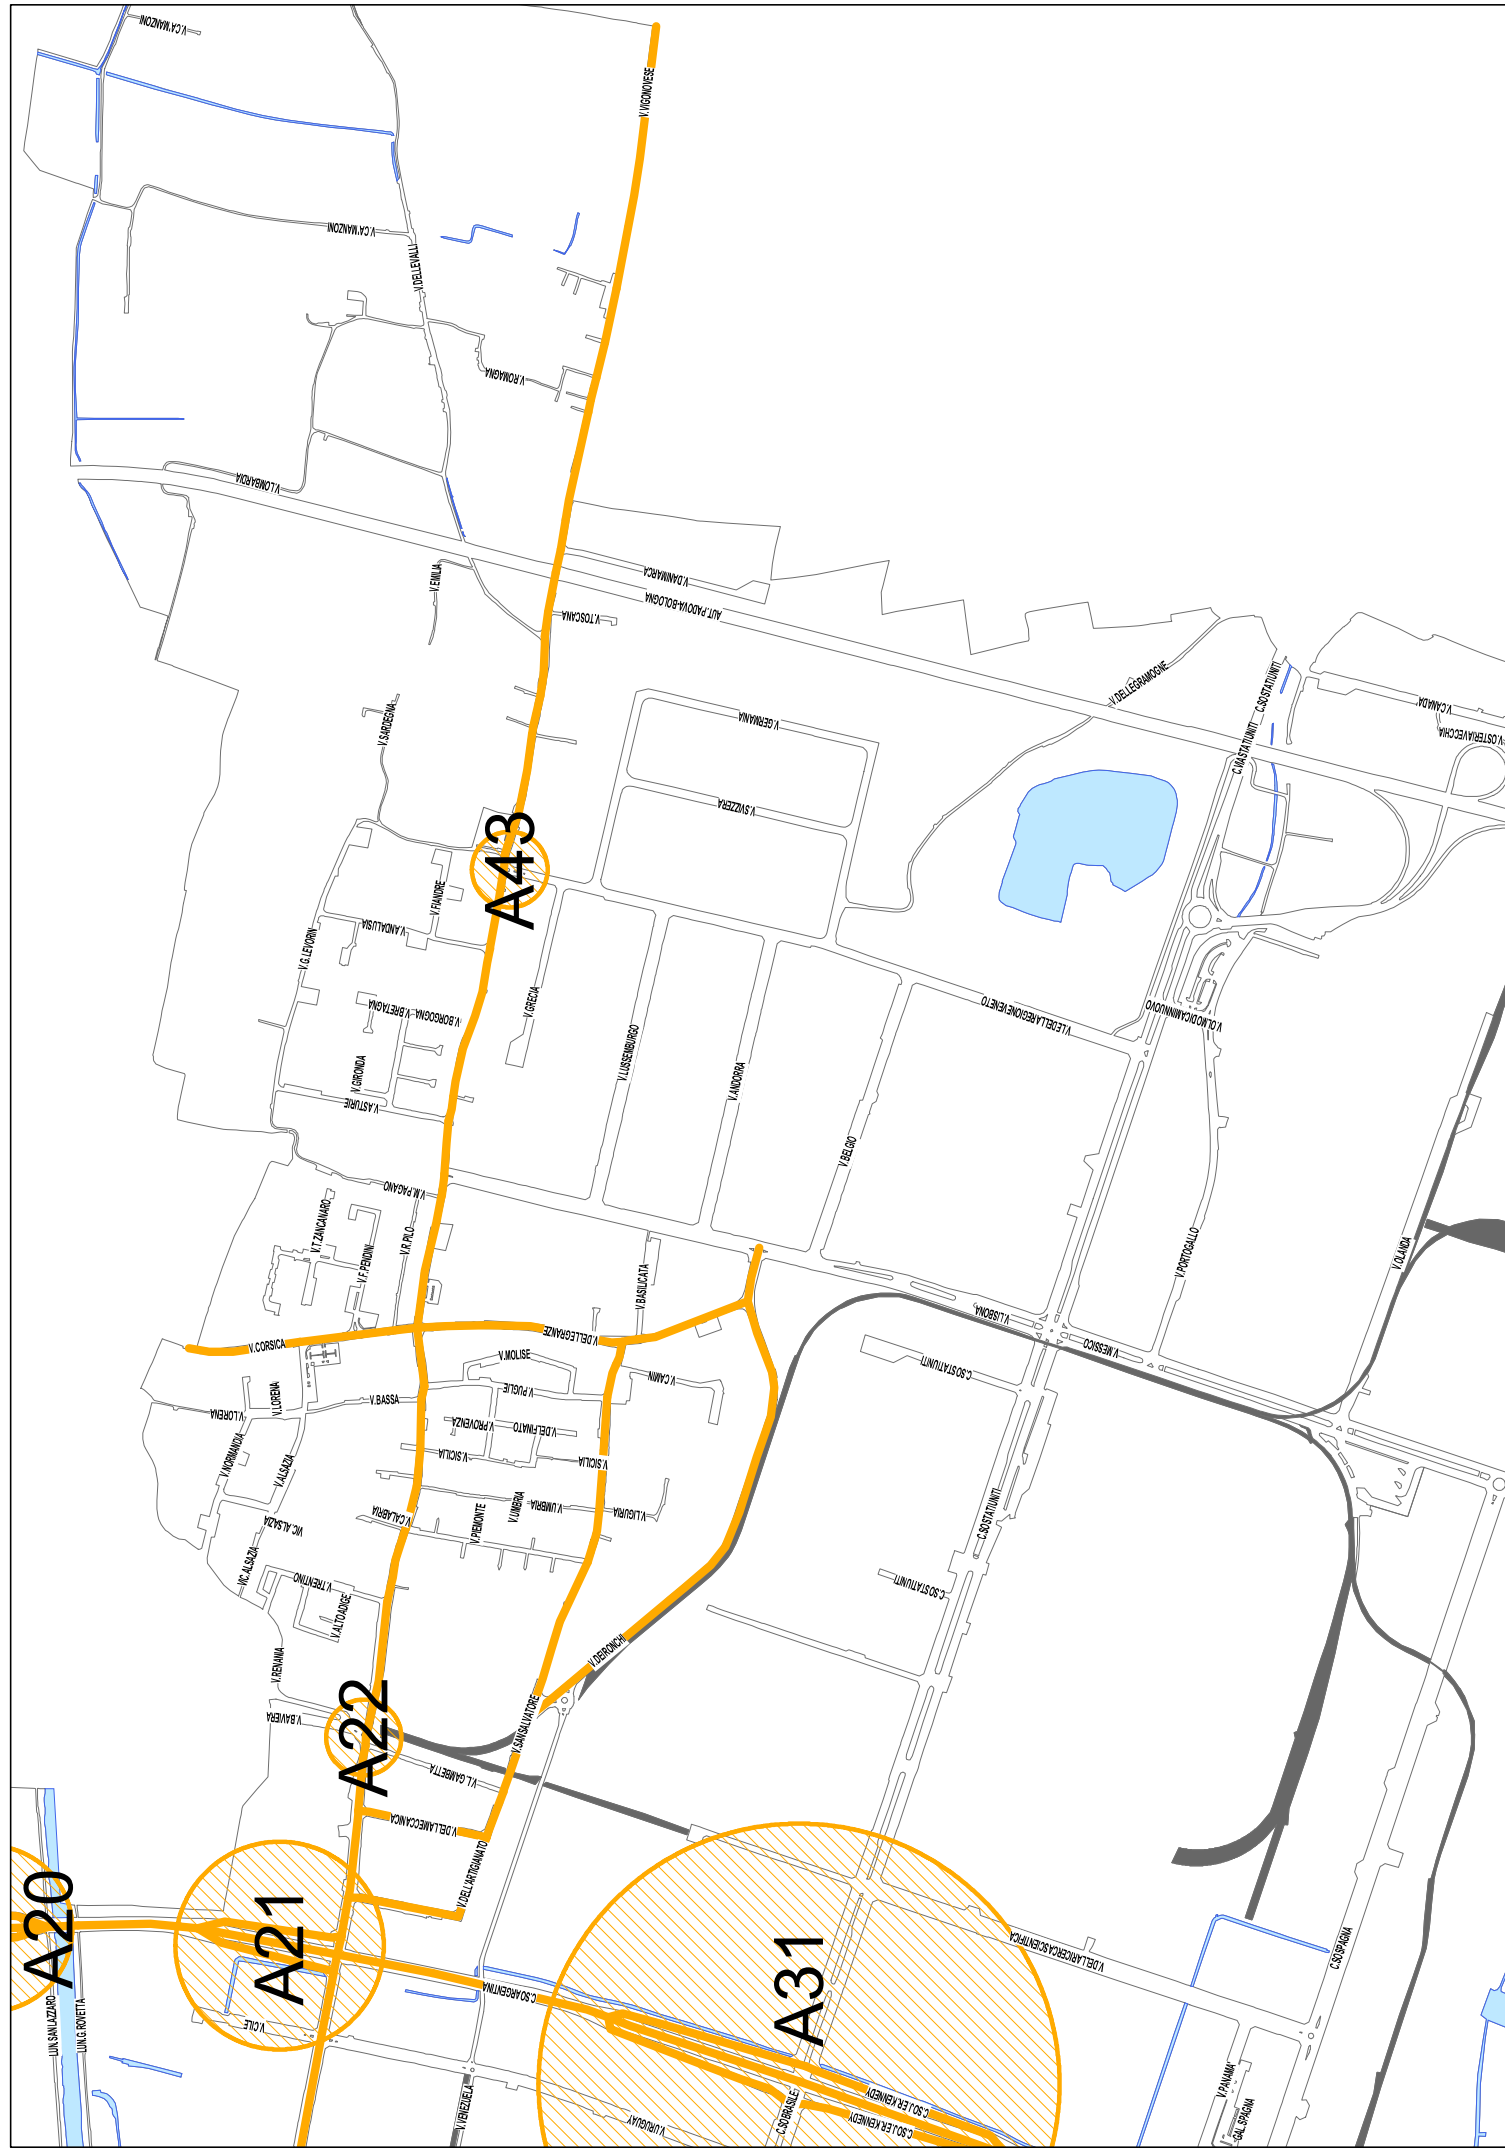 V.CA'MANZONI
V.VIGONOVESE
V.CA'MANZONI
V.DELLEVALLI
V.ROMAGNA
V.LOMBARDIA
V.EMILIA
V.DANIMARCA
AUT.PADOVA-BOLOGNA
V.TOSCANA
V.DELLEGRAMOGNE
C.SOSTATIUNITI
V.CANADA'
V.OSTERIAVECCHIA
C.VIASTATIUNITI
V.SARDEGNA
V.GERMANIA
V.SVIZZERA
A43
V.FIANDRE
V.ANDALUSIA
V.G.LEVORIN
V.BRETAGNA
V.BORGOGNA
V.GRECIA
V.LEDELLAREGIONEVENETO
V.OLMODICAMINNUOVO
V.GIRONDA
V.ASTURIE
V.LUSSEMBURGO
V.ANDORRA
V.BELGIO
V.M.PAGANO
V.T.ZANCANARO
V.F.PENDINI
V.R.PILO
V.BASILICATA
V.PORTOGALLO
V.OLANDA
V.LISBONA
V.MESSICO
V.CORSICA
V.DELLEGRANZE
V.MOLISE
V.CAMIN
C.SOSTATIUNITI
V.LORENA
V.LORENA
V.BASSA
V.PUGLIE
V.PROVENZA
V.DELFINATO
V.NORMANDIA
V.ALSAZIA
V.SICILIA
V.SICILIA
VIC.ALSAZIA
VIC.ALSAZIA
V.CALABRIA
V.PIEMONTE
V.UMBRIA
V.UMBRIA
V.LIGURIA
C.SOSTATIUNITI
C.SOSTATIUNITI
V.TRENTINO
V.ALTOADIGE
V.RENANIA
V.DEIRONCHI
V.BAVIERA
A22
V.SANSALVATORE
V.L.GAMBETTA
V.DELLAMECCANICA
V.DELL'ARTIGIANATO
A20
A21
A31
V.DELLARICERCASCIENTIFICA
C.SOSPAGNA
C.SOARGENTINA
LUN.SANLAZZARO
LUN.G.ROVETTA
V.CILE
V.VENEZUELA
V.URUGUAY
C.SOBRASILE
C.SOJ.F.R.KENNEDY
C.SOJ.F.R.KENNEDY
V.PANAMA'
GAL.SPAGNA